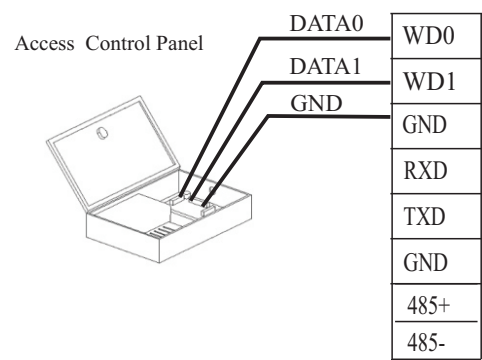 DATA0
WD0
Access Control Panel
DATA1
WD1
GND
GND
RXD
TXD
GND
485+
485-